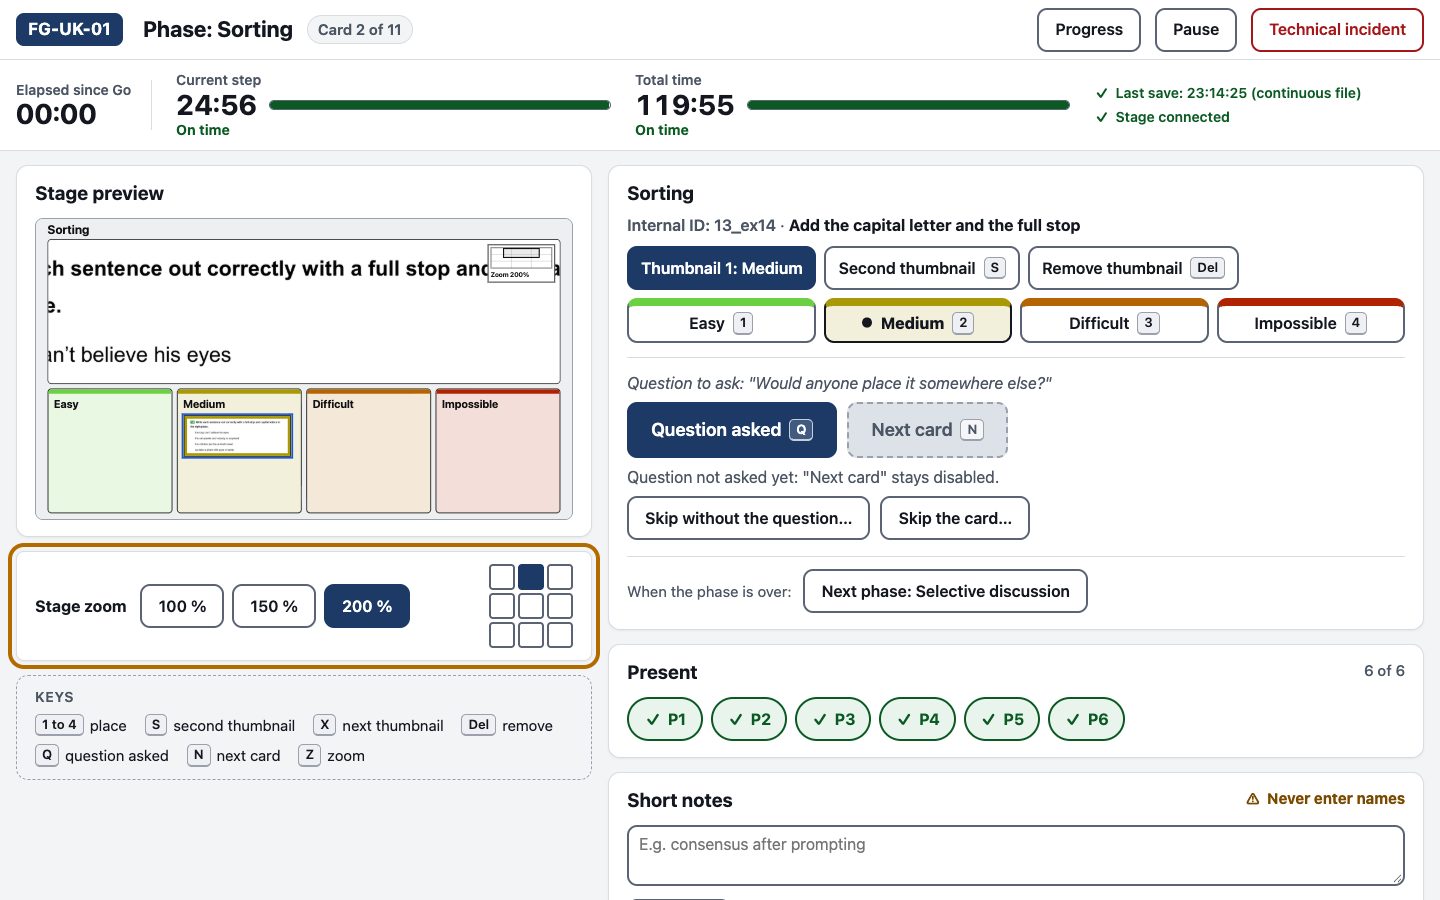 FG-UK-01 Phase: Sorting Card 2 of 11 Progress Pause Technical incident
Elapsed since Go
00:00
Current step
24:56
On time
Total time
119:55
On time
✓ Last save: 23:14:25 (continuous file)
✓ Stage connected
Stage preview
Sorting
ch sentence out correctly with a full stop and
Zoom 200%
e.
an't believe his eyes
Easy Medium Difficult Impossible
Stage zoom 100 % 150 % 200 %
KEYS
1 to 4 place S second thumbnail X next thumbnail Del remove
Q question asked N next card Z zoom
Sorting
Internal ID: 13_ex14 · Add the capital letter and the full stop
Thumbnail 1: Medium Second thumbnail S Remove thumbnail Del
Easy 1 Medium 2 Difficult 3 Impossible 4
Question to ask: "Would anyone place it somewhere else?"
Question asked Q Next card N
Question not asked yet: "Next card" stays disabled.
Skip without the question... Skip the card...
When the phase is over: Next phase: Selective discussion
Present 6 of 6
✓ P1 ✓ P2 ✓ P3 ✓ P4 ✓ P5 ✓ P6
Short notes ⚠ Never enter names
E.g. consensus after prompting